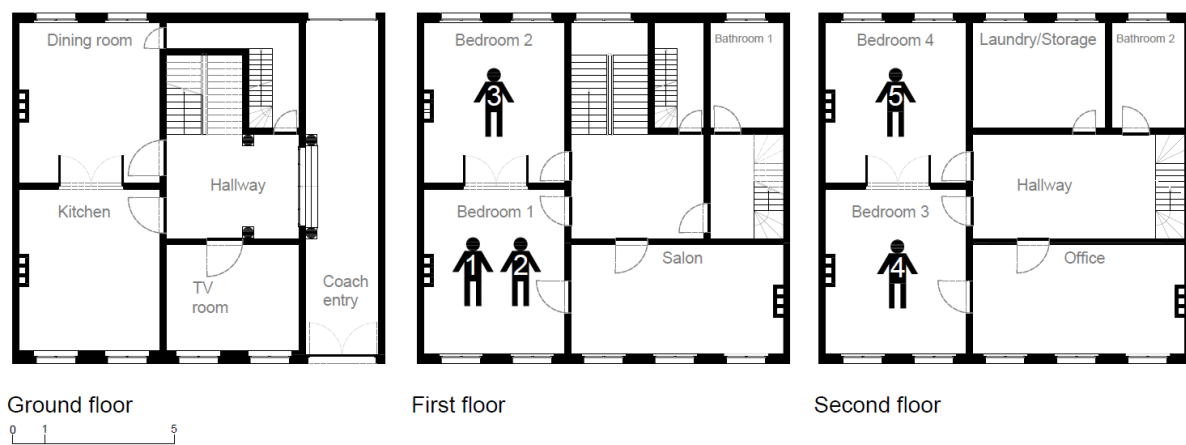 Dining room
Hallway
Kitchen
TV
room
Coach
entry
Ground floor
0 1 5
Bedroom 2
3
Bathroom 1
Bedroom 1
1 2
Salon
First floor
Bedroom 4
5
Laundry/Storage
Bathroom 2
Hallway
Bedroom 3
4
Office
Second floor